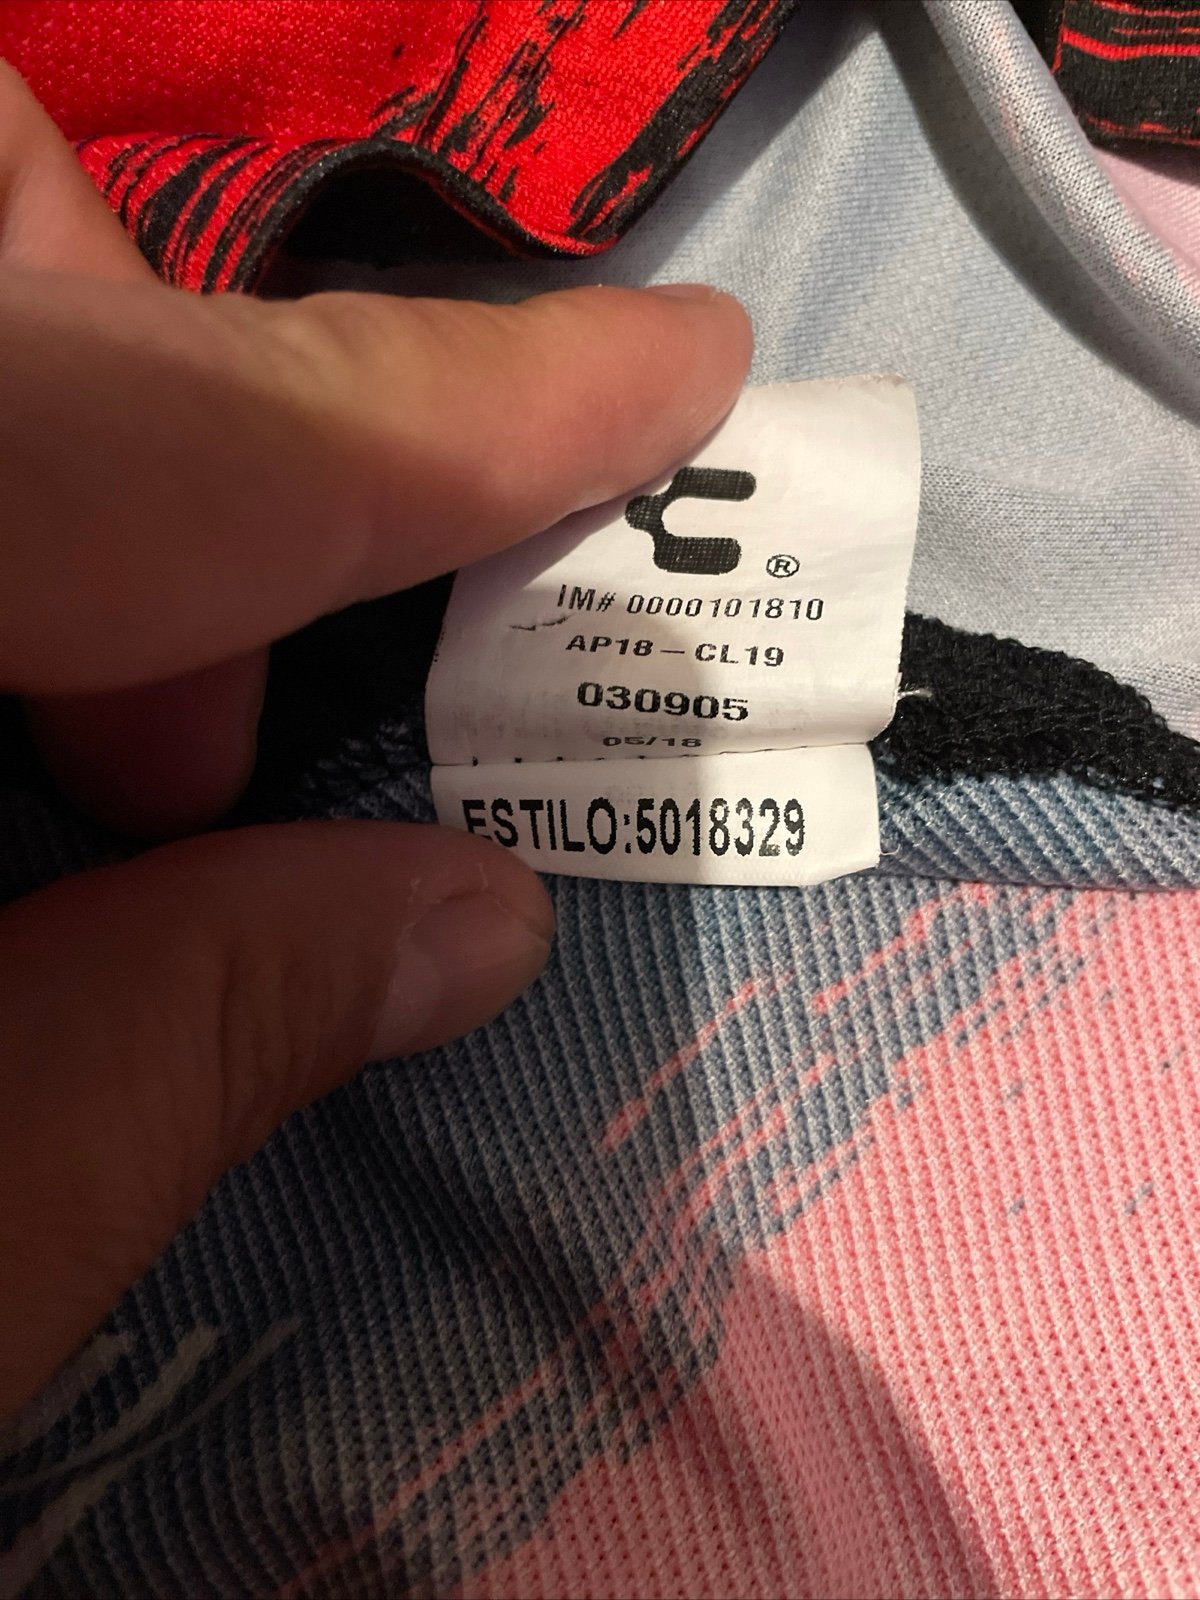 ®
IM# 0000101810
AP18-CL19
030905
05/18
ESTILO:5018329